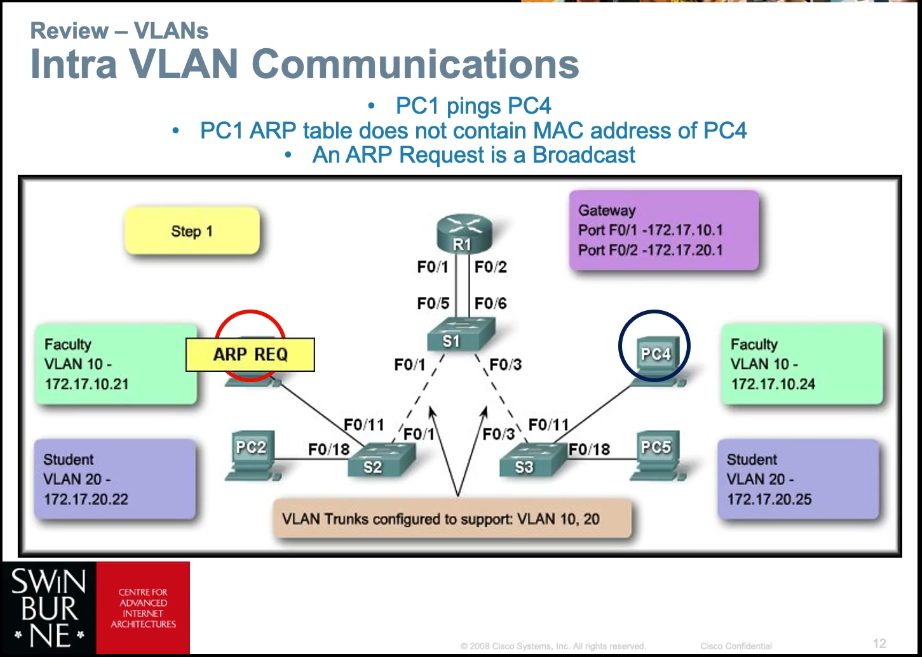 Review – VLANs
Intra VLAN Communications
• PC1 pings PC4
• PC1 ARP table does not contain MAC address of PC4
• An ARP Request is a Broadcast
Step 1
Gateway
Port F0/1 -172.17.10.1
Port F0/2 -172.17.20.1
R1
F0/1
F0/2
F0/5
F0/6
S1
F0/1
F0/3
Faculty
VLAN 10 -
172.17.10.21
ARP REQ
PC4
Faculty
VLAN 10 -
172.17.10.24
F0/11
F0/1
F0/3
F0/11
Student
VLAN 20 -
172.17.20.22
PC2
F0/18
S2
S3
F0/18
PC5
Student
VLAN 20 -
172.17.20.25
VLAN Trunks configured to support: VLAN 10, 20
SWIN
BUR
* NE *
CENTRE FOR
ADVANCED
INTERNET
ARCHITECTURES
© 2008 Cisco Systems, Inc. All rights reserved.
Cisco Confidential
12